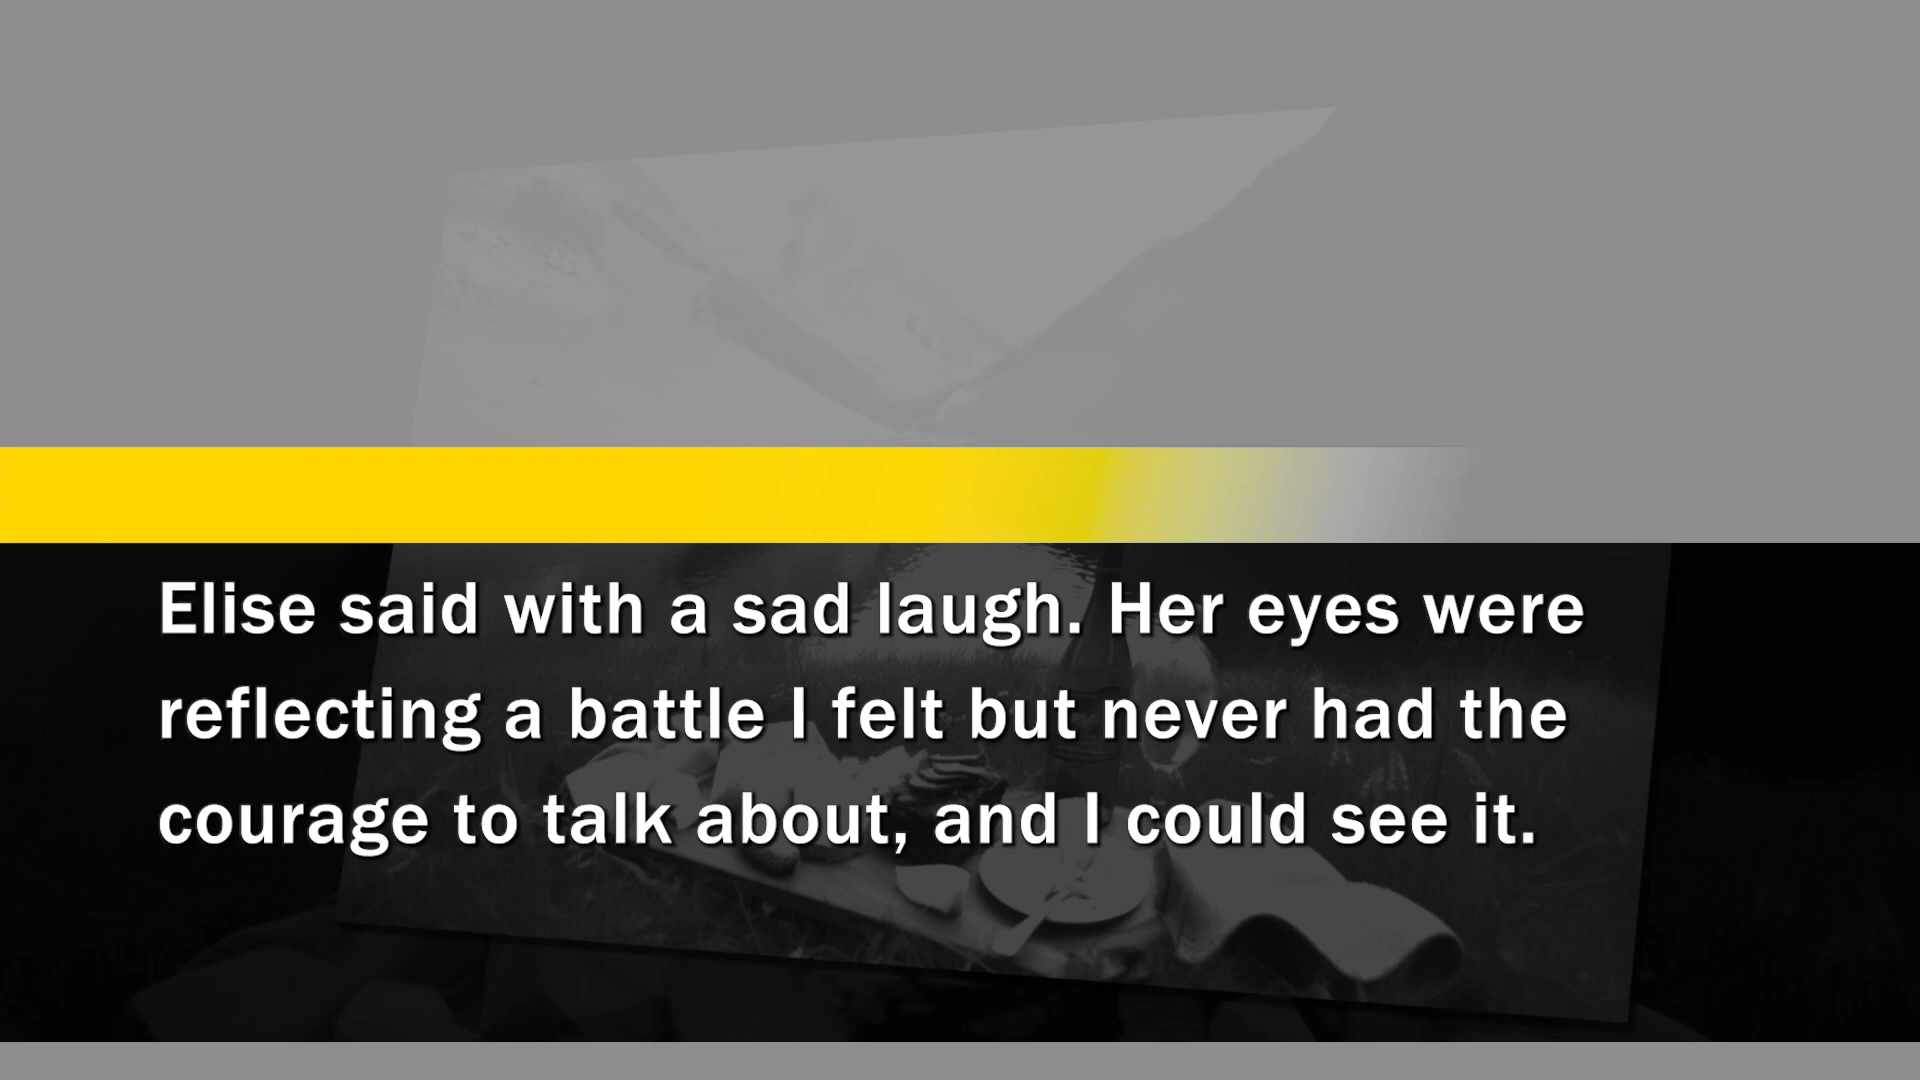 Elise said with a sad laugh. Her eyes were
reflecting a battle I felt but never had the
courage to talk about, and I could see it.